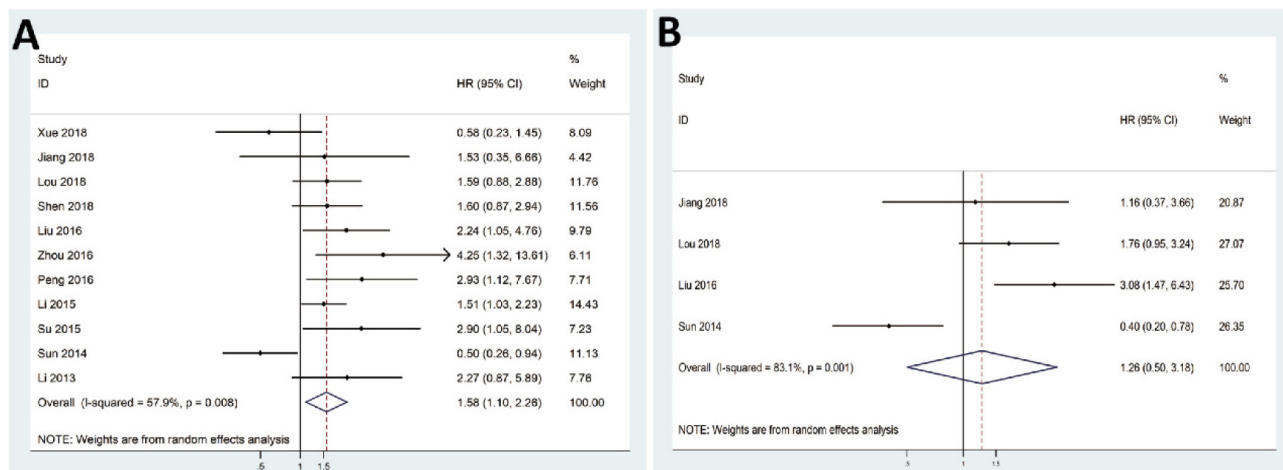 A
Study %
ID HR (95% CI) Weight
Xue 2018 0.58 (0.23, 1.45) 8.09
Jiang 2018 1.53 (0.35, 6.66) 4.42
Lou 2018 1.59 (0.88, 2.88) 11.76
Shen 2018 1.60 (0.87, 2.94) 11.56
Liu 2016 2.24 (1.05, 4.76) 9.79
Zhou 2016 4.25 (1.32, 13.61) 6.11
Peng 2016 2.93 (1.12, 7.67) 7.71
Li 2015 1.51 (1.03, 2.23) 14.43
Su 2015 2.90 (1.05, 8.04) 7.23
Sun 2014 0.50 (0.26, 0.94) 11.13
Li 2013 2.27 (0.87, 5.89) 7.76
Overall (I-squared = 57.9%, p = 0.008) 1.58 (1.10, 2.26) 100.00
NOTE: Weights are from random effects analysis
.5 1 1.5
B
Study %
ID HR (95% CI) Weight
Jiang 2018 1.16 (0.37, 3.66) 20.87
Lou 2018 1.76 (0.95, 3.24) 27.07
Liu 2016 3.08 (1.47, 6.43) 25.70
Sun 2014 0.40 (0.20, 0.78) 26.35
Overall (I-squared = 83.1%, p = 0.001) 1.26 (0.50, 3.18) 100.00
NOTE: Weights are from random effects analysis
.5 1 1.5